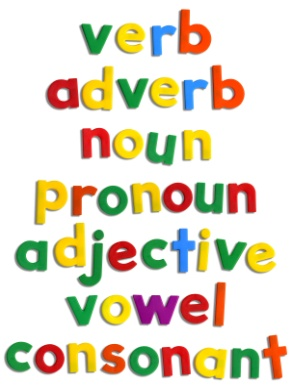 verb
adverb
noun
pronoun
adjective
vowel
consonant